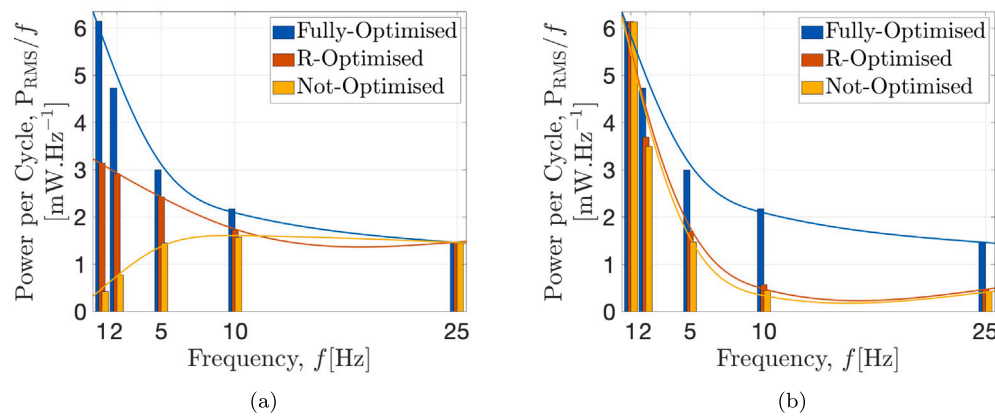 Power per Cycle, P_RMS/f
[mW.Hz⁻¹]
6
5
4
3
2
1
0
Fully-Optimised
R-Optimised
Not-Optimised
1 2 5 10 25
Frequency, f[Hz]
(a)
Power per Cycle, P_RMS/f
[mW.Hz⁻¹]
6
5
4
3
2
1
0
Fully-Optimised
R-Optimised
Not-Optimised
1 2 5 10 25
Frequency, f[Hz]
(b)